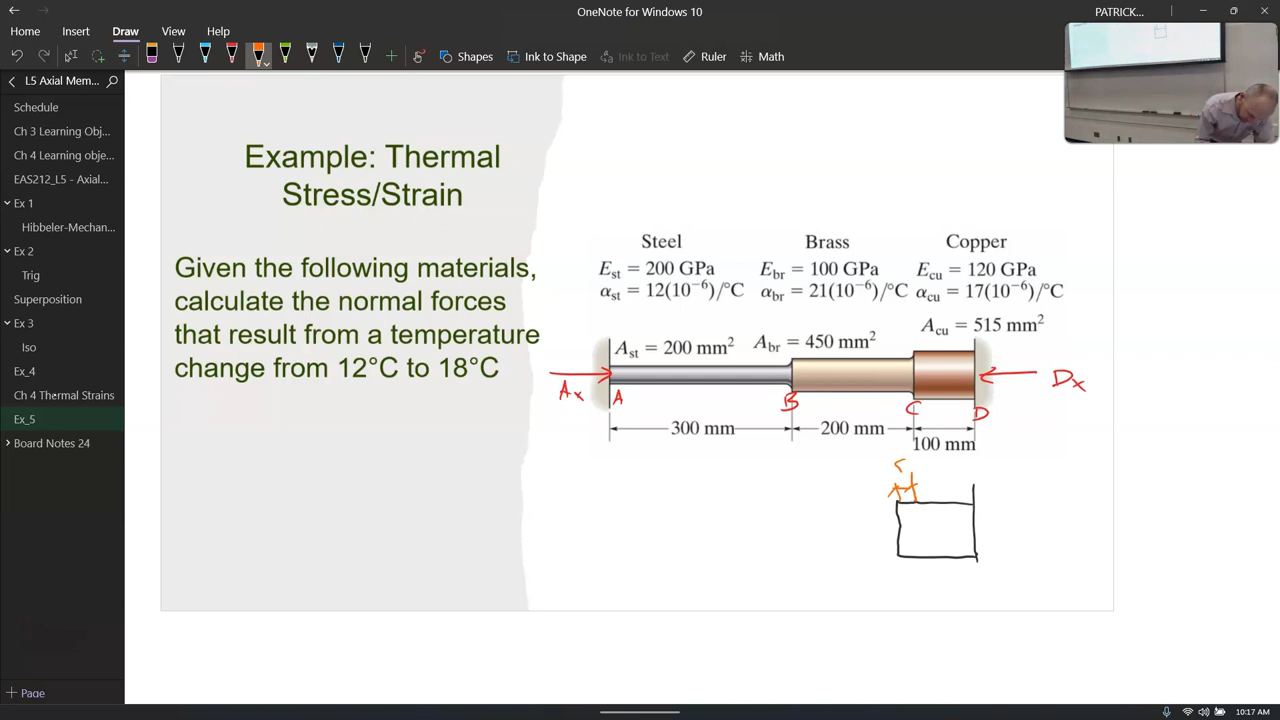 OneNote for Windows 10
PATRICK...
Home
Insert
Draw
View
Help
Shapes
Ink to Shape
Ink to Text
Ruler
Math
L5 Axial Mem...
Schedule
Ch 3 Learning Obj...
Ch 4 Learning obje...
EAS212_L5 - Axial...
Ex 1
Hibbeler-Mechan...
Ex 2
Trig
Superposition
Ex 3
Iso
Ex_4
Ch 4 Thermal Strains
Ex_5
Board Notes 24
Page
Example: Thermal
Stress/Strain
Given the following materials,
calculate the normal forces
that result from a temperature
change from 12°C to 18°C
Steel Brass Copper
E_st = 200 GPa E_br = 100 GPa E_cu = 120 GPa
α_st = 12(10⁻⁶)/°C α_br = 21(10⁻⁶)/°C α_cu = 17(10⁻⁶)/°C
A_cu = 515 mm²
A_st = 200 mm² A_br = 450 mm²
Ax A B C D Dx
300 mm 200 mm 100 mm
10:17 AM